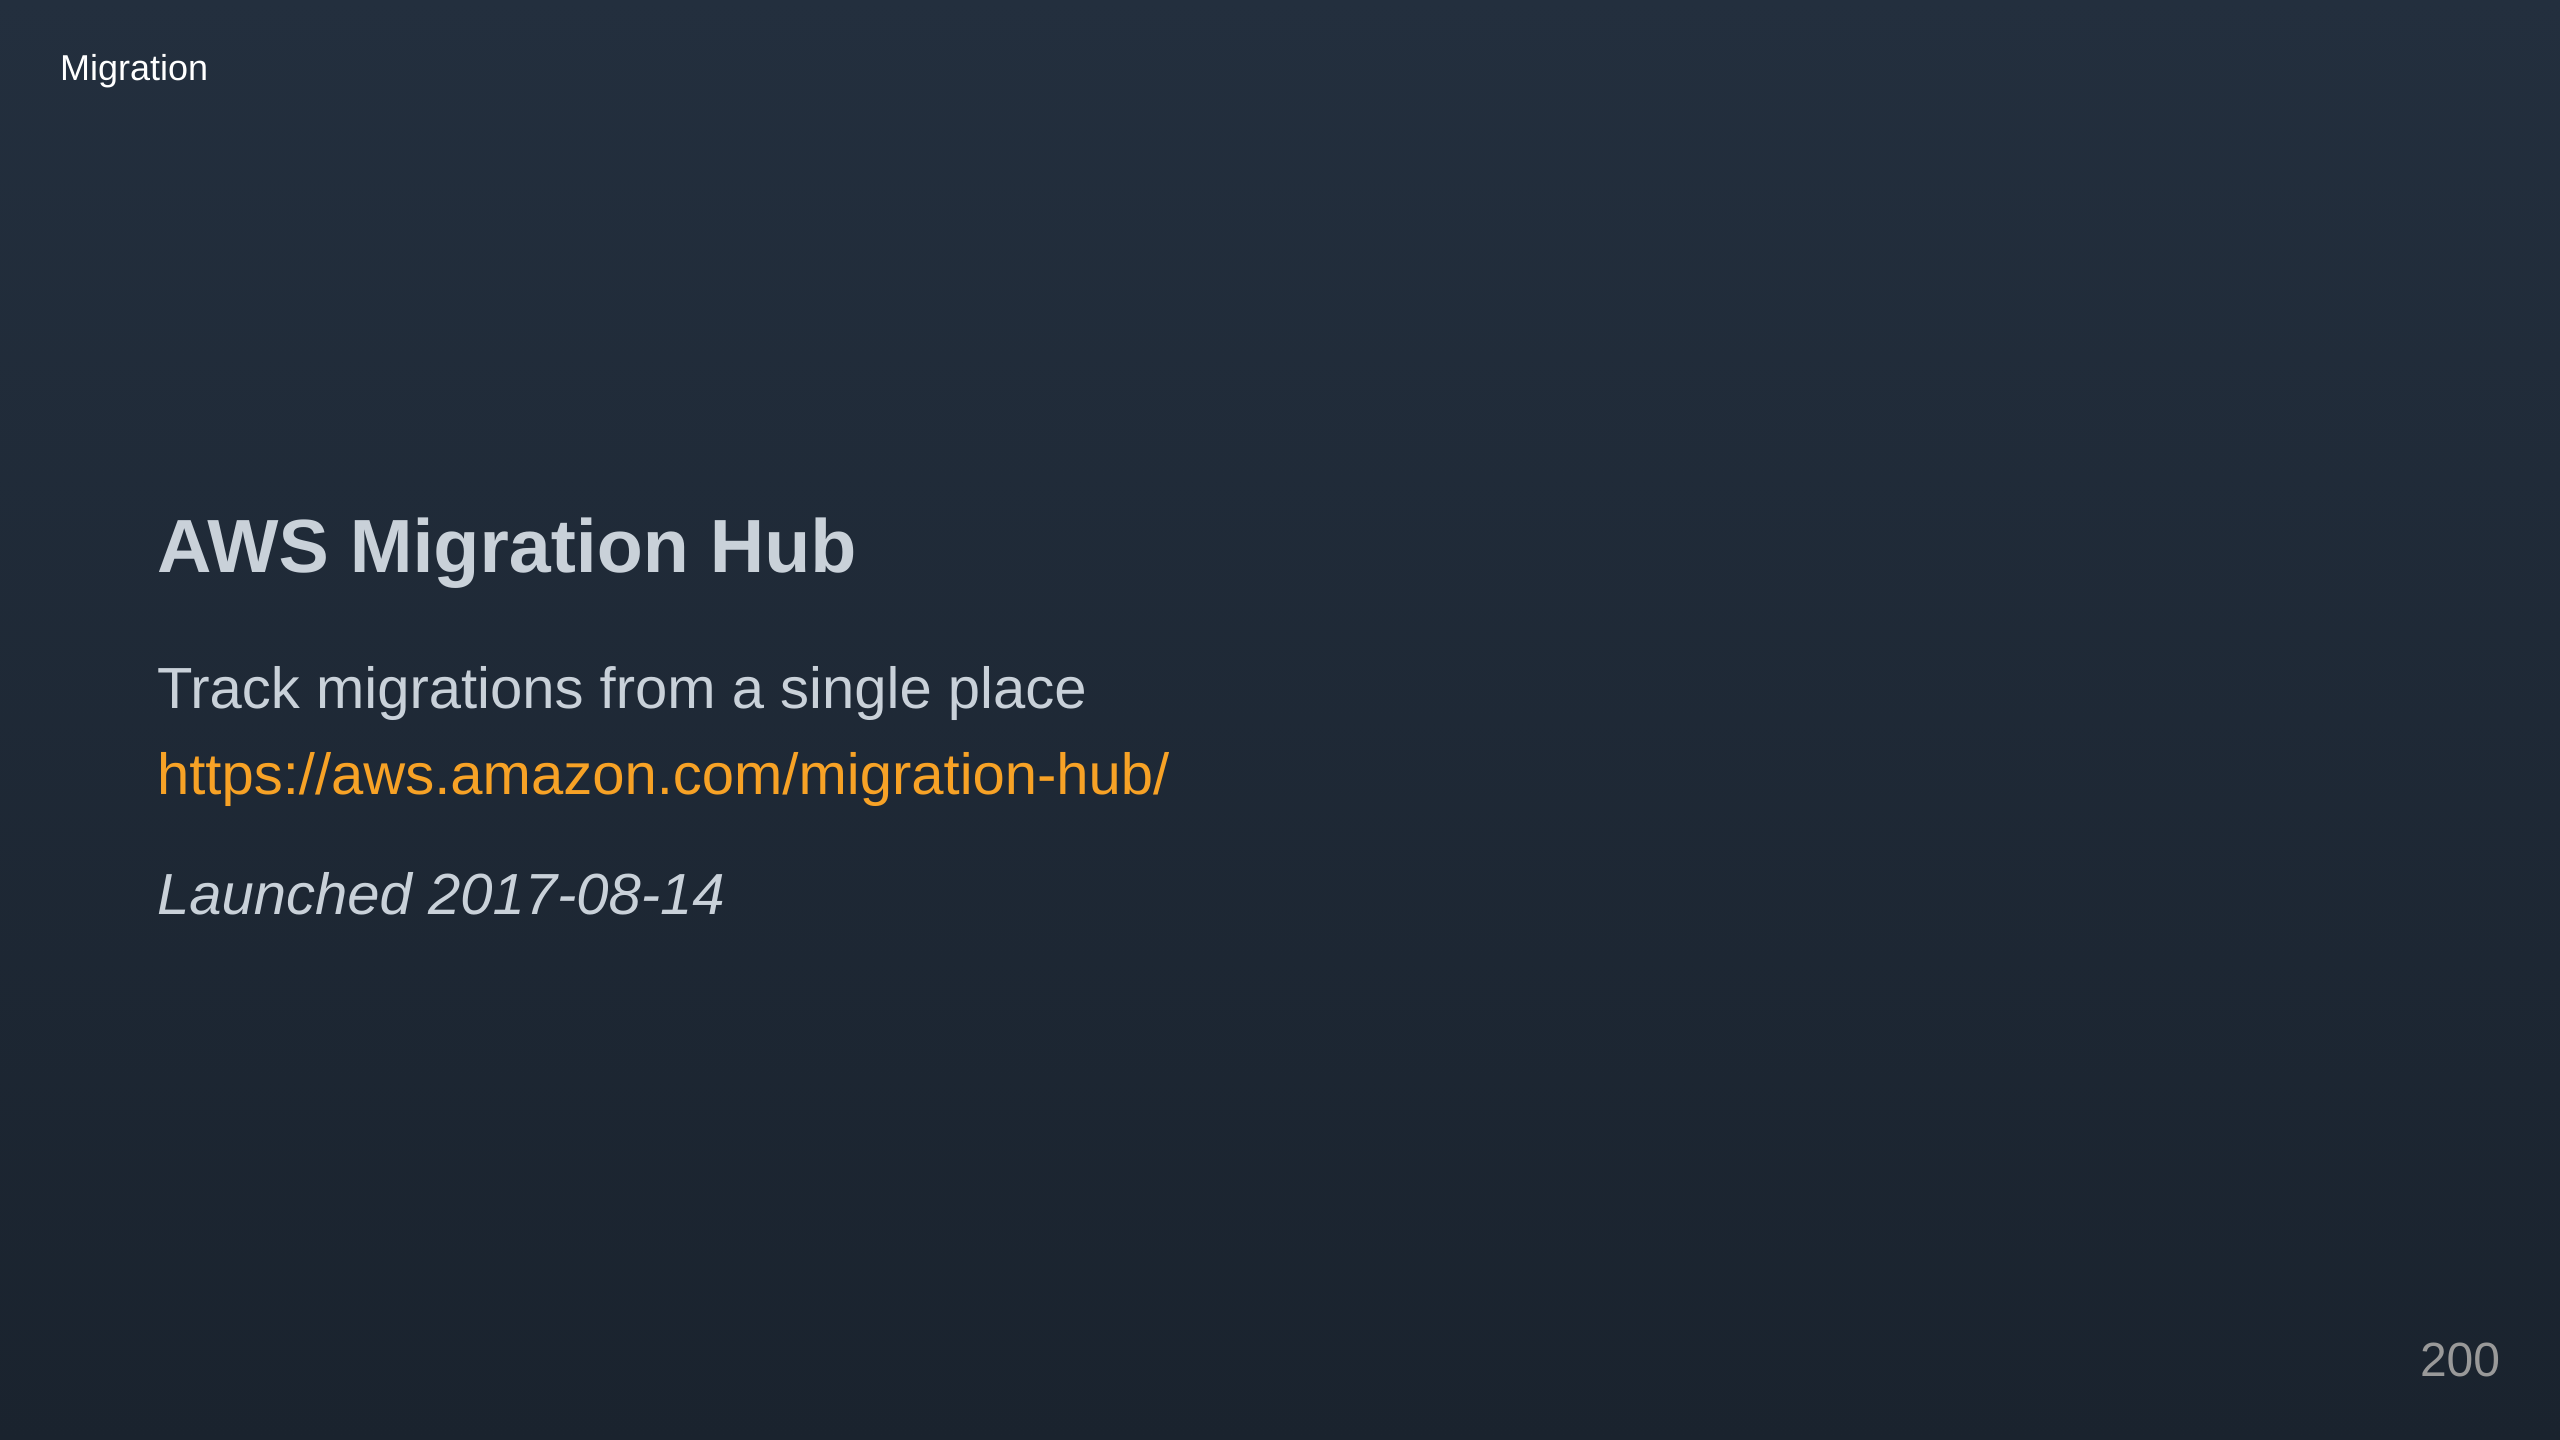 Migration
AWS Migration Hub
Track migrations from a single place
https://aws.amazon.com/migration-hub/
Launched 2017-08-14
200